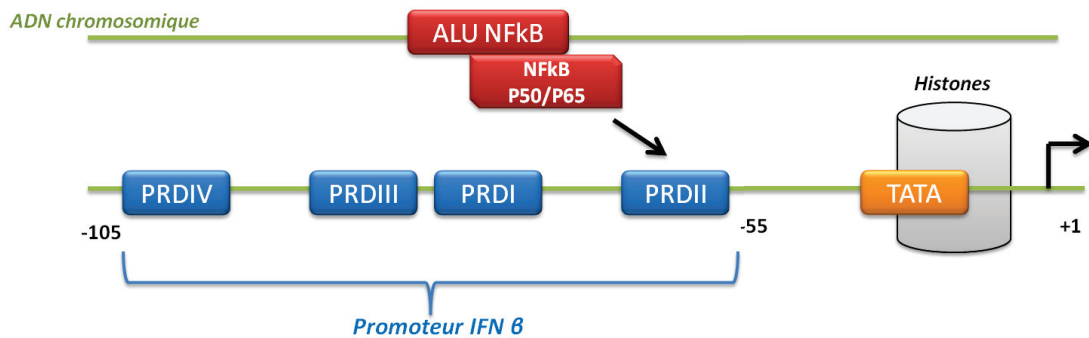 ADN chromosomique
ALU NFkB
NFkB
P50/P65
Histones
PRDIV
PRDIII
PRDI
PRDII
TATA
-105
-55
+1
Promoteur IFN β